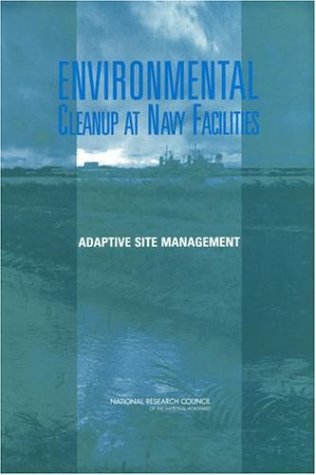 ENVIRONMENTAL
CLEANUP AT NAVY FACILITIES
ADAPTIVE SITE MANAGEMENT
NATIONAL RESEARCH COUNCIL
OF THE NATIONAL ACADEMIES